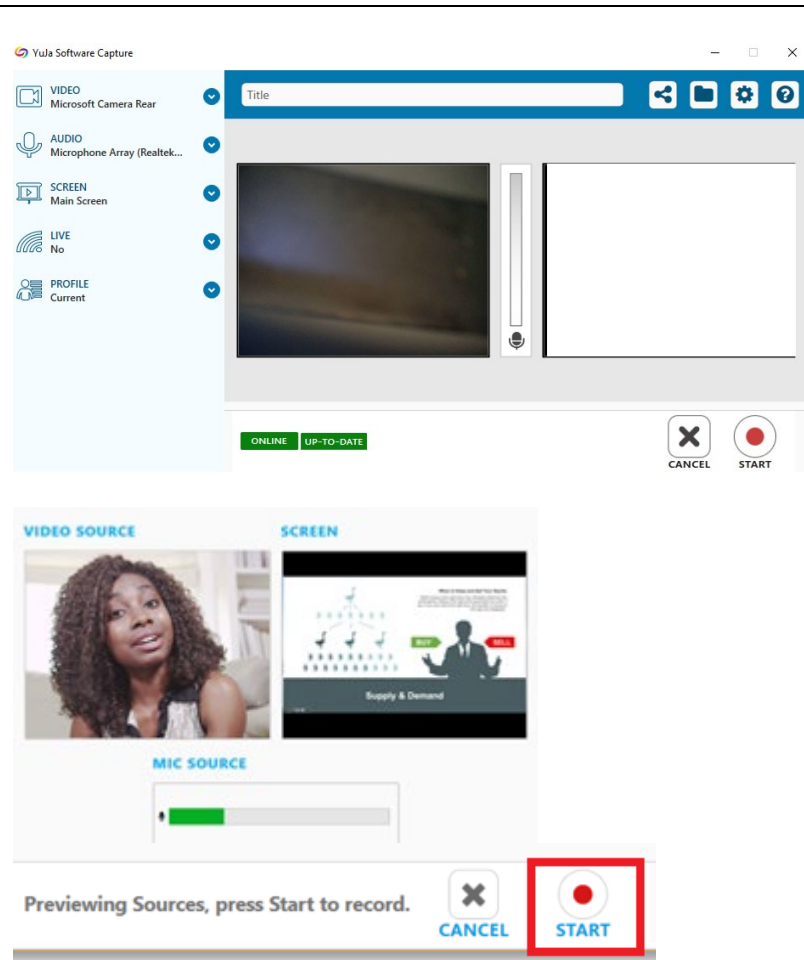 YuJa Software Capture
VIDEO
Microsoft Camera Rear
AUDIO
Microphone Array (Realtek...
SCREEN
Main Screen
LIVE
No
PROFILE
Current
Title
ONLINE UP-TO-DATE
CANCEL START
VIDEO SOURCE SCREEN
BUY SELL
Supply & Demand
MIC SOURCE
Previewing Sources, press Start to record.
CANCEL START